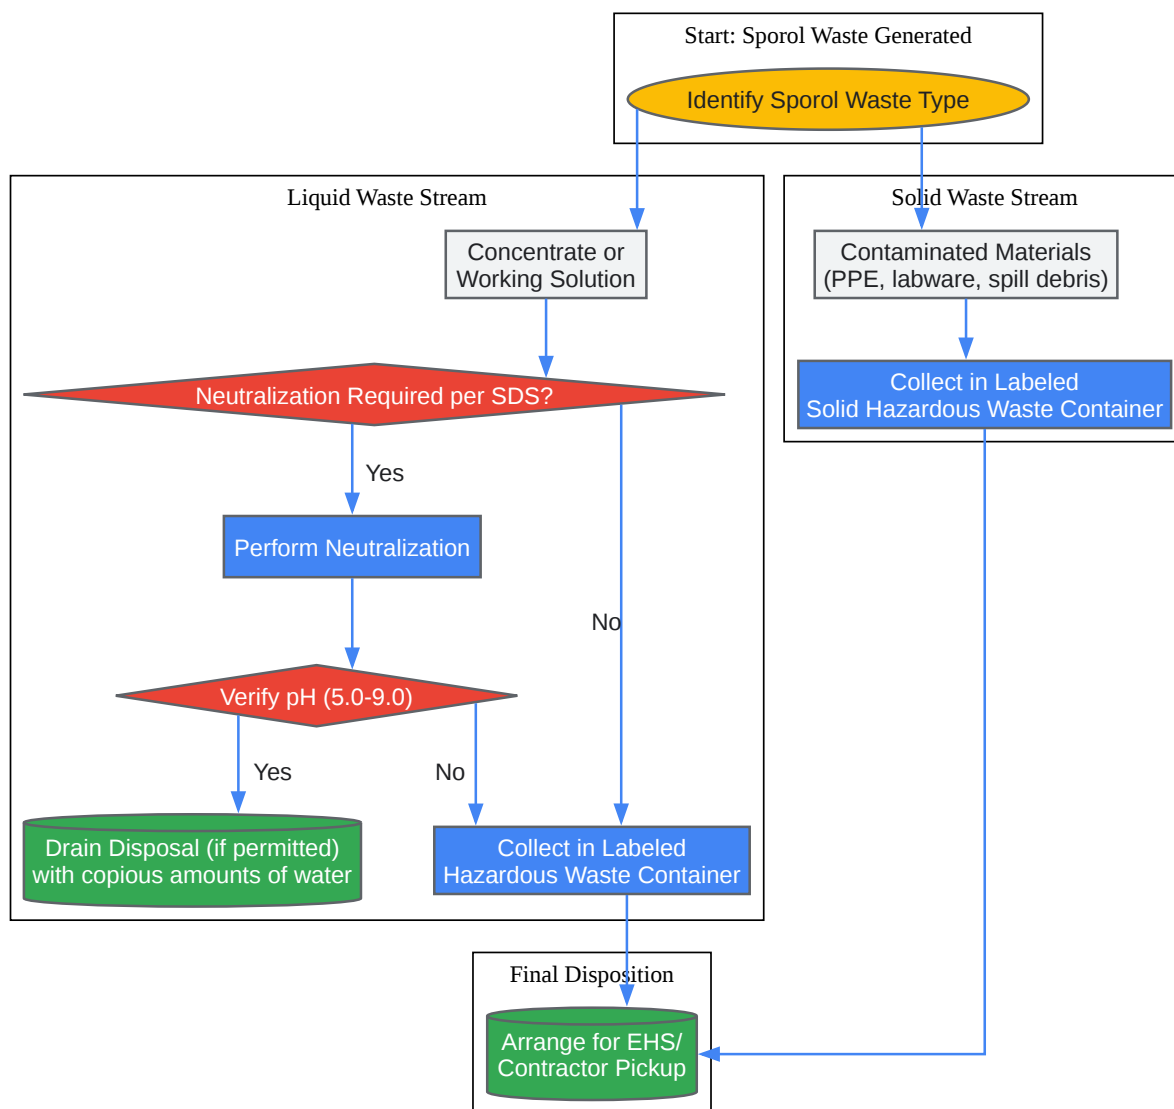 Start: Sporol Waste Generated
Identify Sporol Waste Type
Liquid Waste Stream
Solid Waste Stream
Concentrate or
Working Solution
Contaminated Materials
(PPE, labware, spill debris)
Neutralization Required per SDS?
Collect in Labeled
Solid Hazardous Waste Container
Yes
Perform Neutralization
No
Verify pH (5.0-9.0)
Yes
No
Drain Disposal (if permitted)
with copious amounts of water
Collect in Labeled
Hazardous Waste Container
Final Disposition
Arrange for EHS/
Contractor Pickup